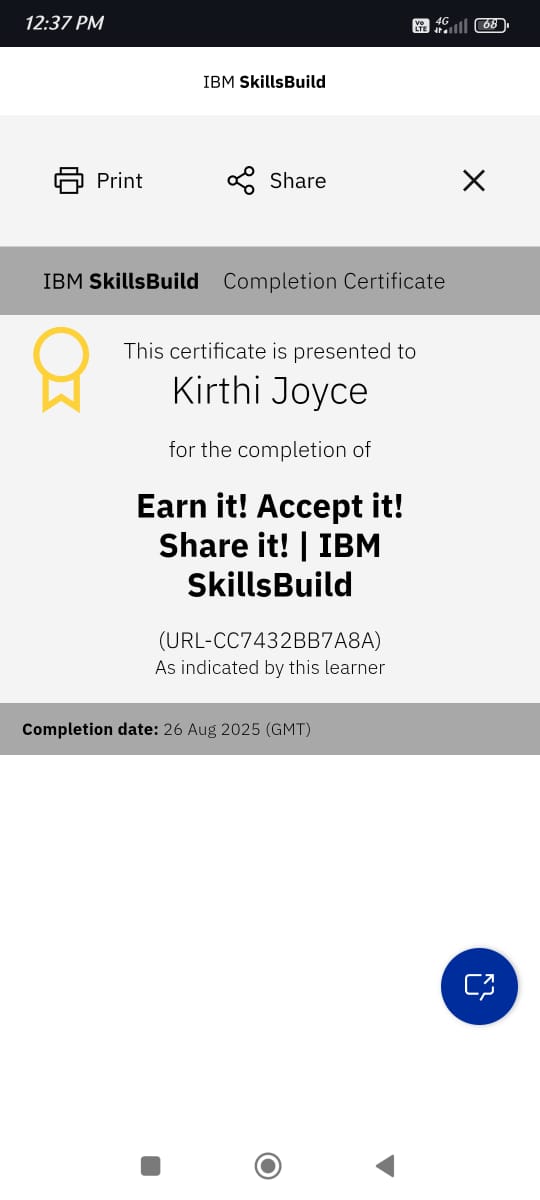 12:37 PM
Vo LTE 4G 68
IBM SkillsBuild
Print Share
IBM SkillsBuild Completion Certificate
This certificate is presented to
Kirthi Joyce
for the completion of
Earn it! Accept it!
Share it! | IBM
SkillsBuild
(URL-CC7432BB7A8A)
As indicated by this learner
Completion date: 26 Aug 2025 (GMT)